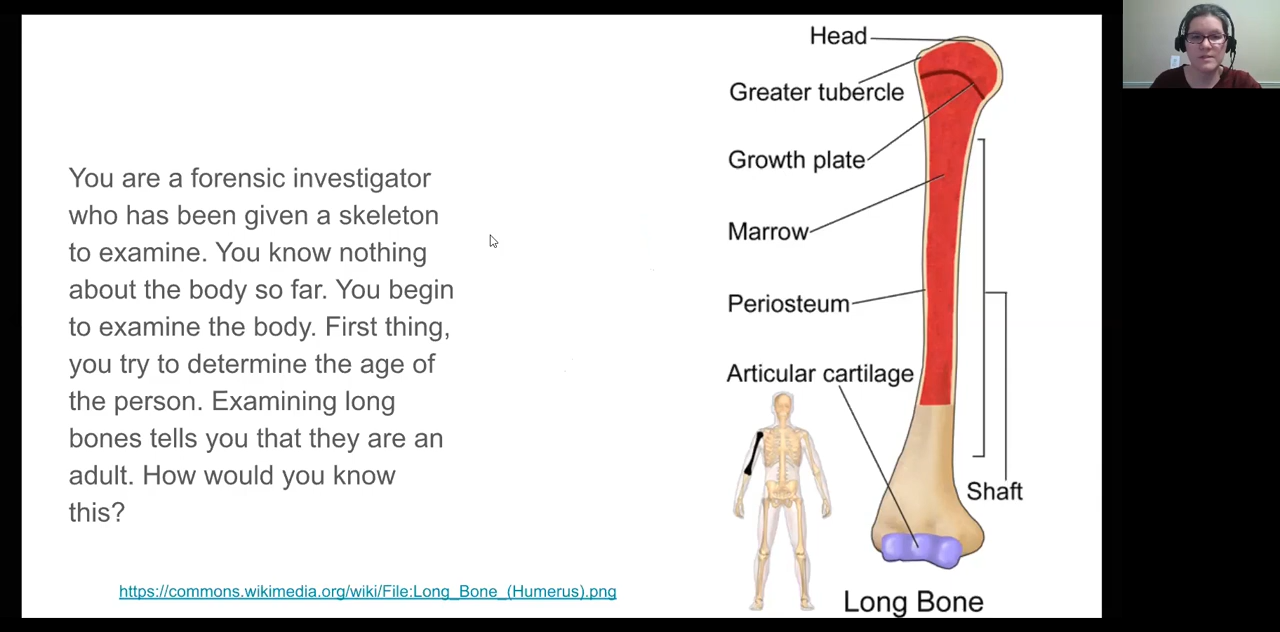 You are a forensic investigator
who has been given a skeleton
to examine. You know nothing
about the body so far. You begin
to examine the body. First thing,
you try to determine the age of
the person. Examining long
bones tells you that they are an
adult. How would you know
this?
https://commons.wikimedia.org/wiki/File:Long_Bone_(Humerus).png
Head
Greater tubercle
Growth plate
Marrow
Periosteum
Articular cartilage
Shaft
Long Bone